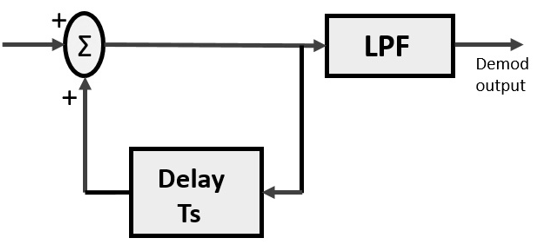 +
Σ
LPF
Demod
output
+
Delay
Ts